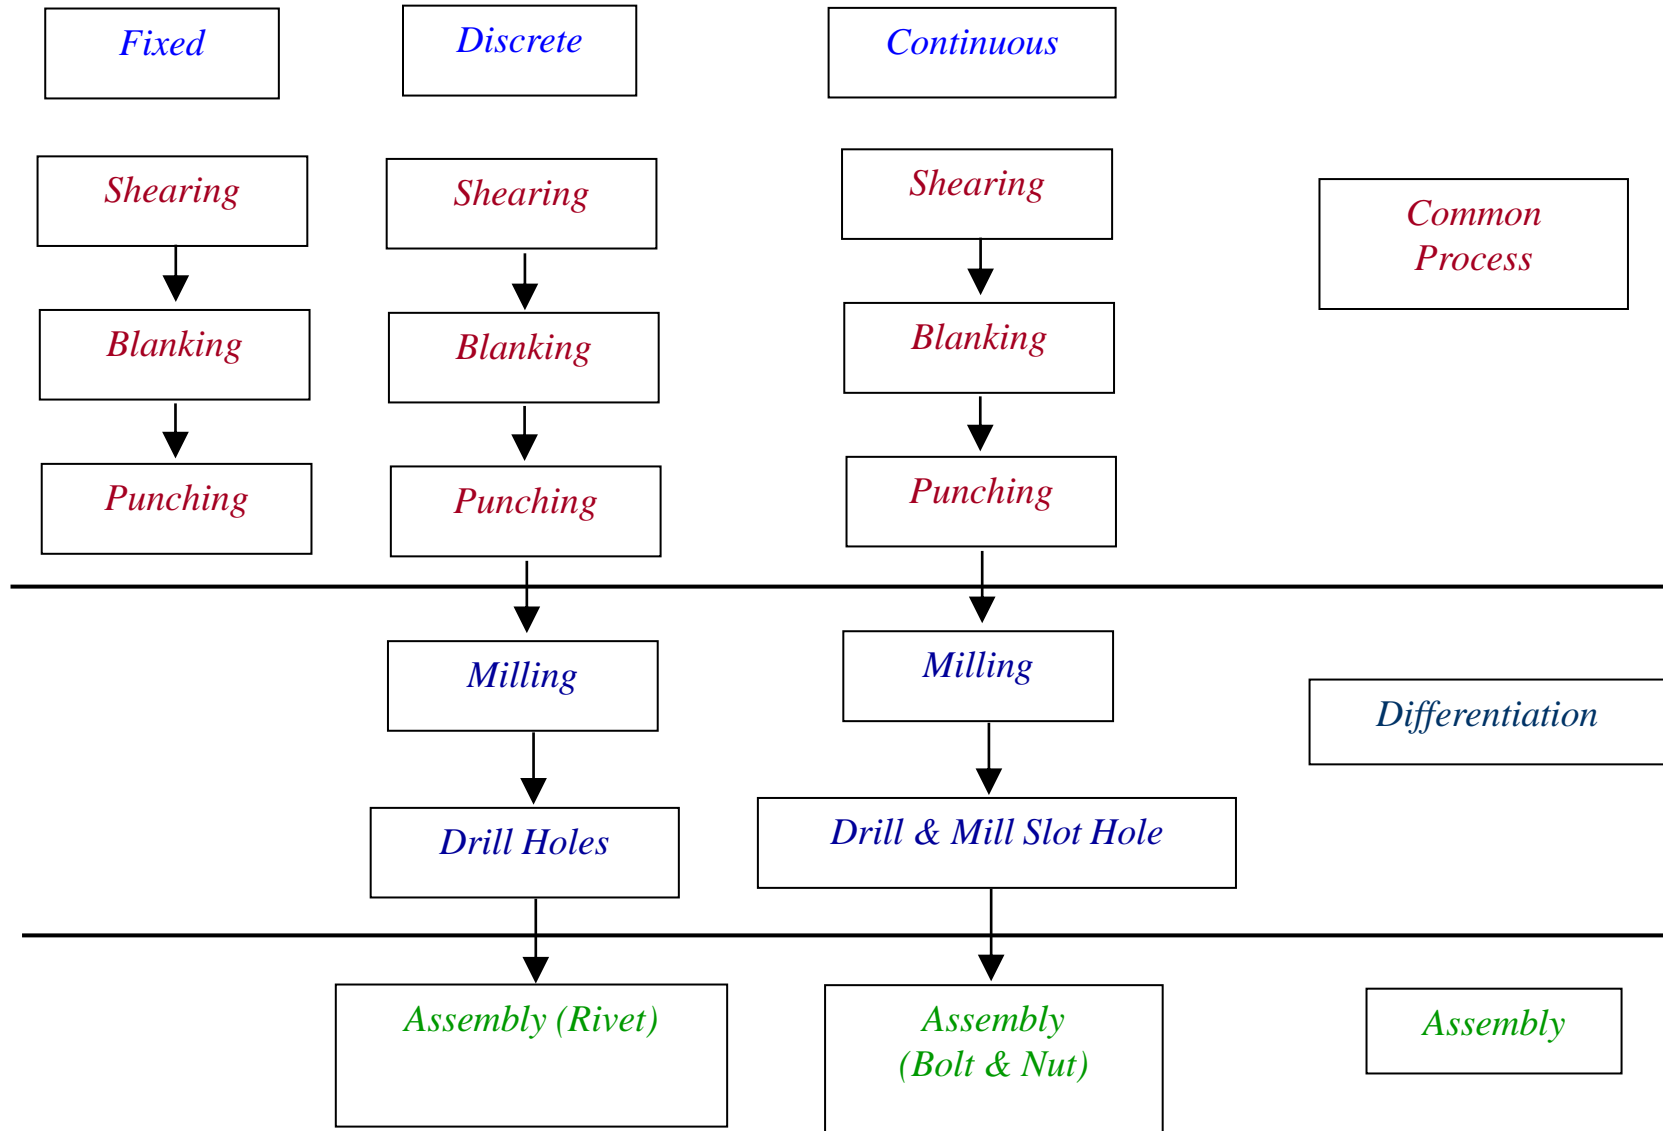 Fixed
Discrete
Continuous
Shearing
Shearing
Shearing
Common
Process
Blanking
Blanking
Blanking
Punching
Punching
Punching
Milling
Milling
Differentiation
Drill Holes
Drill & Mill Slot Hole
Assembly (Rivet)
Assembly
(Bolt & Nut)
Assembly